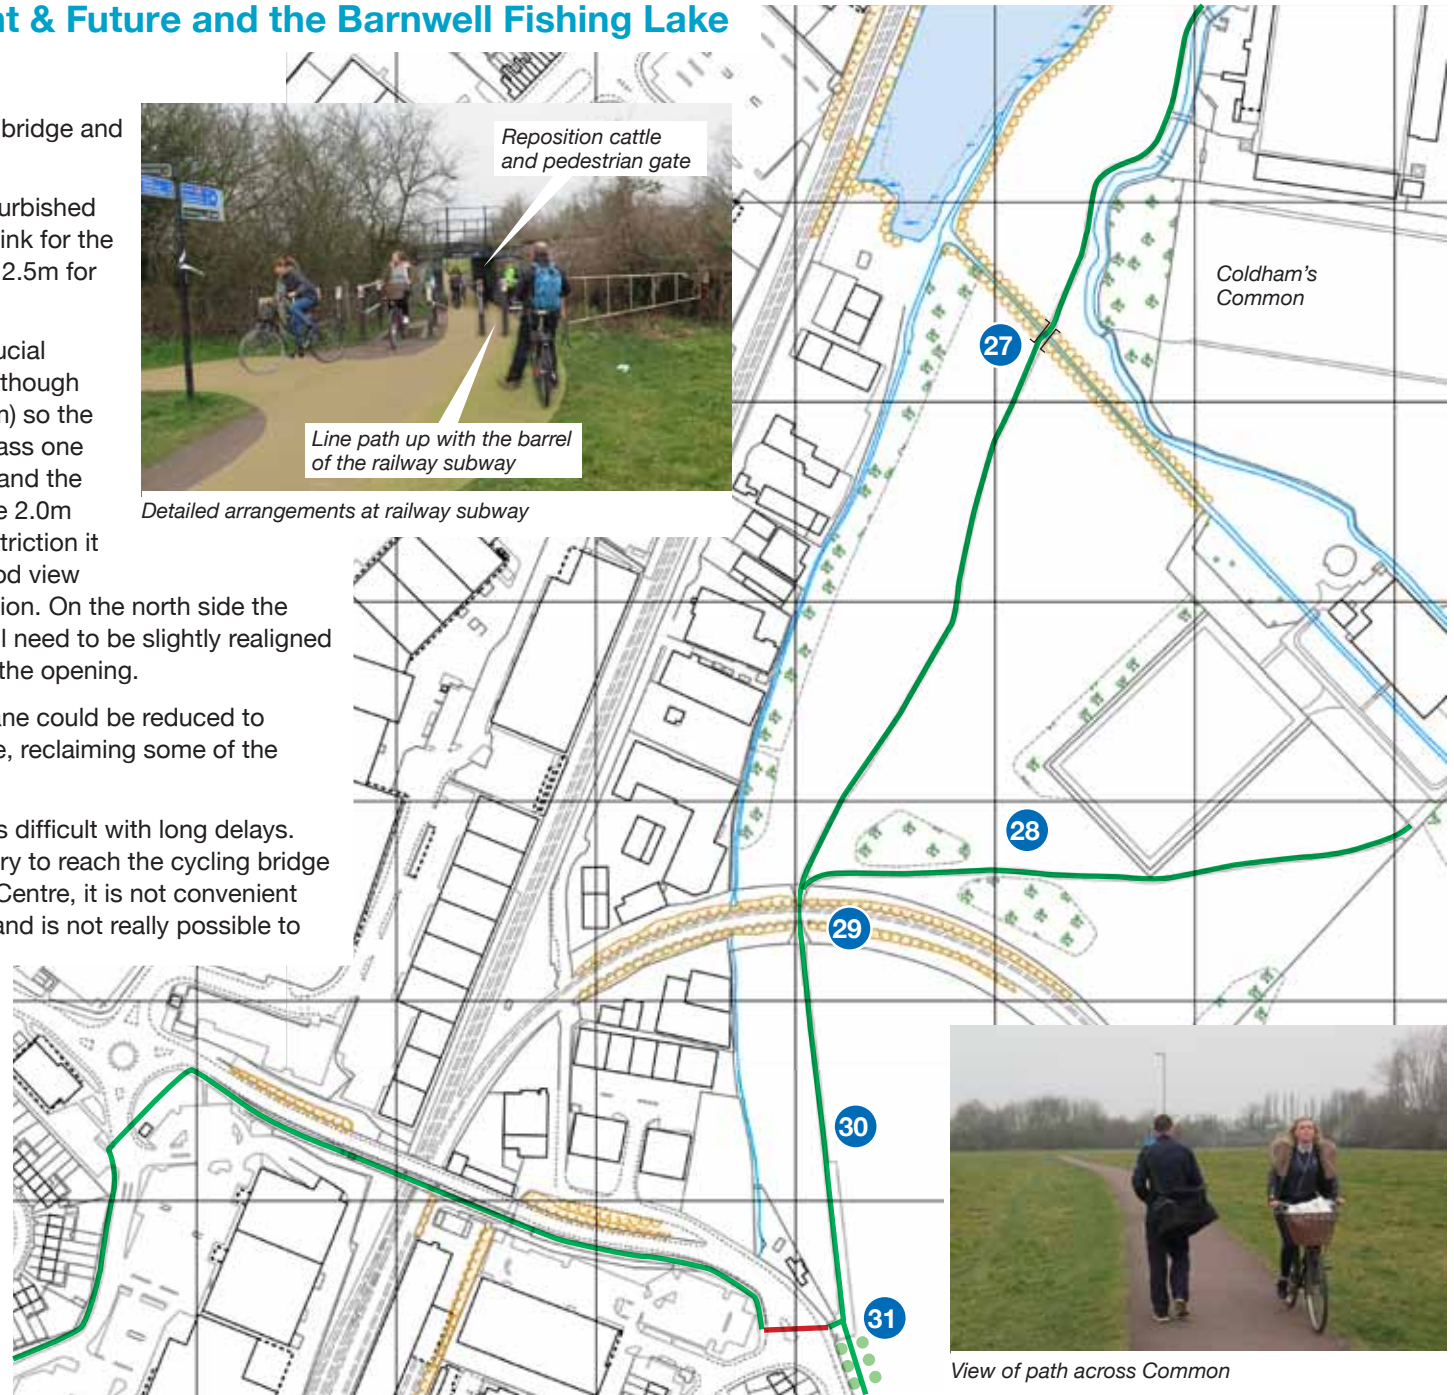 nt & Future and the Barnwell Fishing Lake
bridge and
urbished
ink for the
2.5m for
ucial
though
n) so the
ass one
and the
e 2.0m
triction it
od view
ion. On the north side the
l need to be slightly realigned
the opening.
ane could be reduced to
e, reclaiming some of the
s difficult with long delays.
ry to reach the cycling bridge
Centre, it is not convenient
and is not really possible to
Reposition cattle
and pedestrian gate
Line path up with the barrel
of the railway subway
Detailed arrangements at railway subway
Coldham's
Common
27
28
29
30
31
View of path across Common